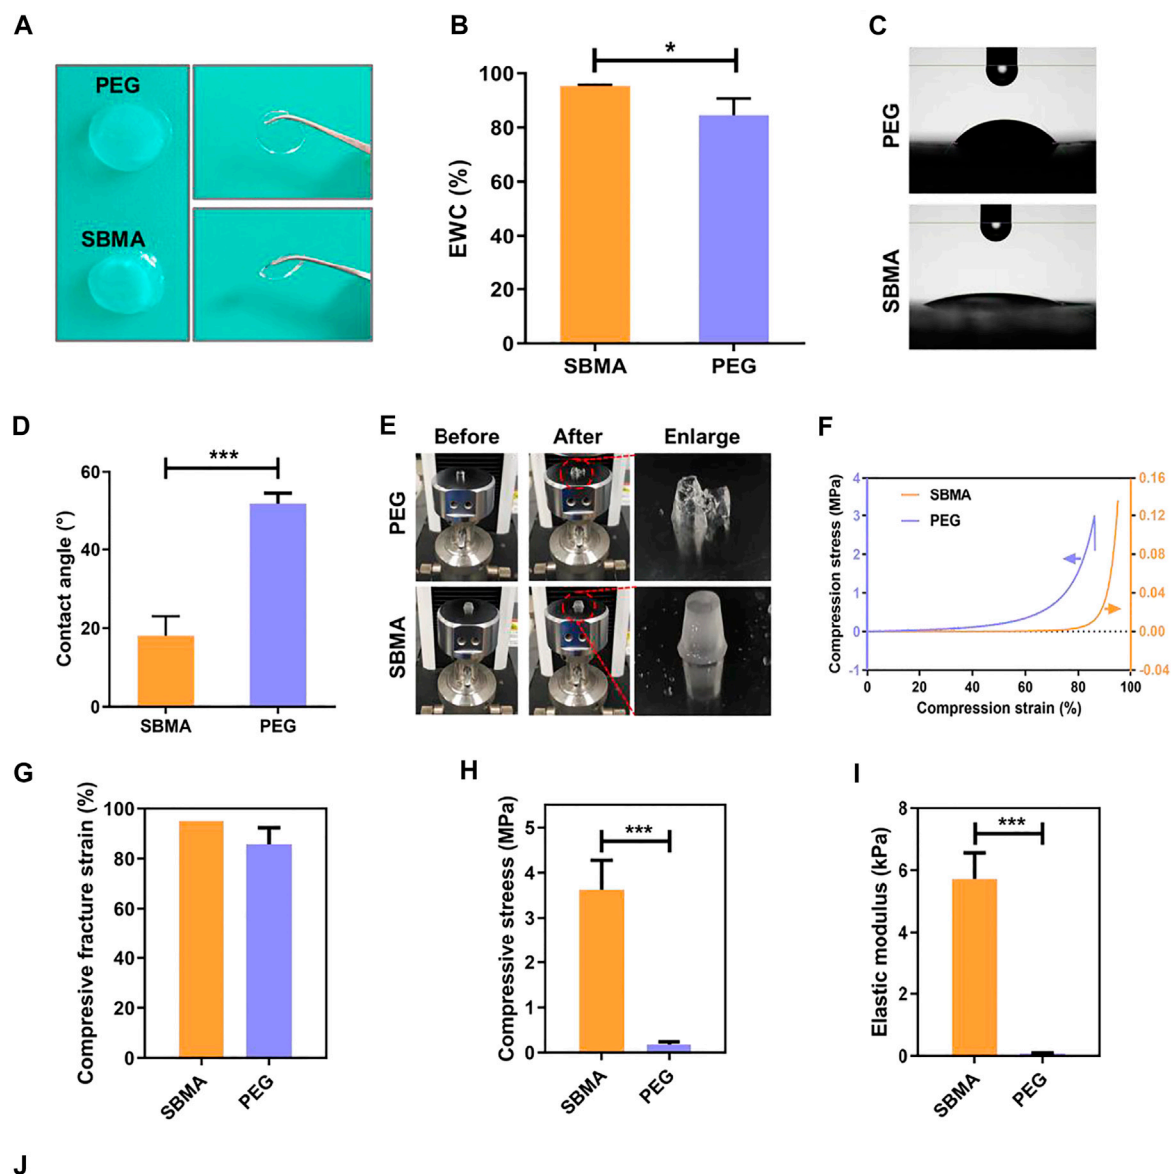 A
PEG
SBMA
B
*
EWC (%)
100
80
60
40
20
0
SBMA
PEG
C
PEG
SBMA
D
***
Contact angle (°)
60
40
20
0
SBMA
PEG
E
Before
After
Enlarge
PEG
SBMA
F
Compression stress (MPa)
4
3
2
1
0
-1
SBMA
PEG
0.16
0.12
0.08
0.04
0.00
-0.04
0
20
40
60
80
100
Compression strain (%)
G
Compresive fracture strain (%)
100
80
60
40
20
0
SBMA
PEG
H
Compressive streess (MPa)
5
4
3
2
1
0
***
SBMA
PEG
I
Elastic modulus (kPa)
8
6
4
2
0
***
SBMA
PEG
J